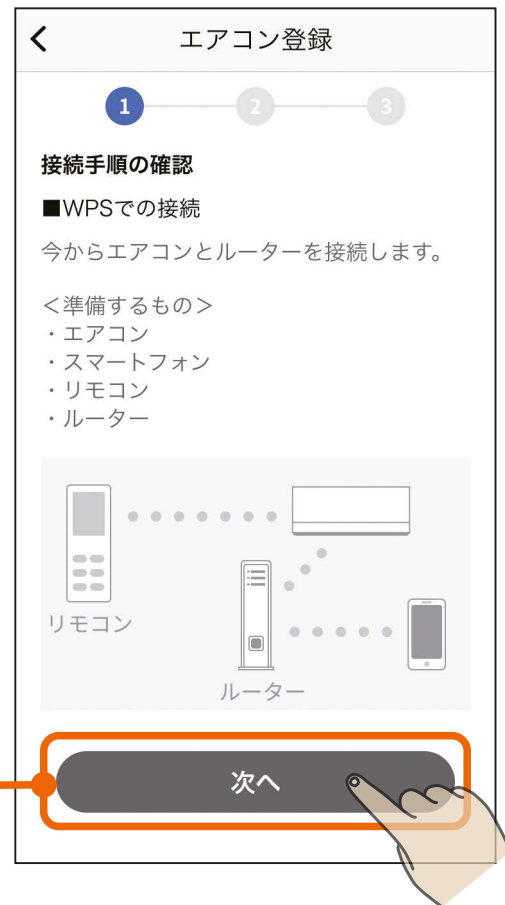 エアコン登録
1 2 3
接続手順の確認
■WPSでの接続
今からエアコンとルーターを接続します。
＜準備するもの＞
・エアコン
・スマートフォン
・リモコン
・ルーター
リモコン
ルーター
次へ